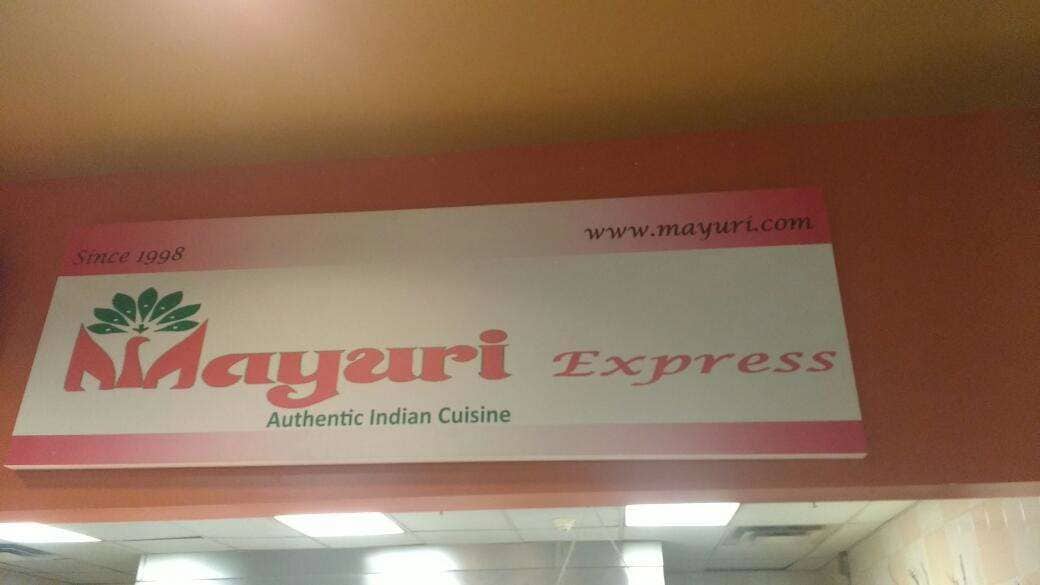 Since 1998
www.mayuri.com
Mayuri Express
Authentic Indian Cuisine